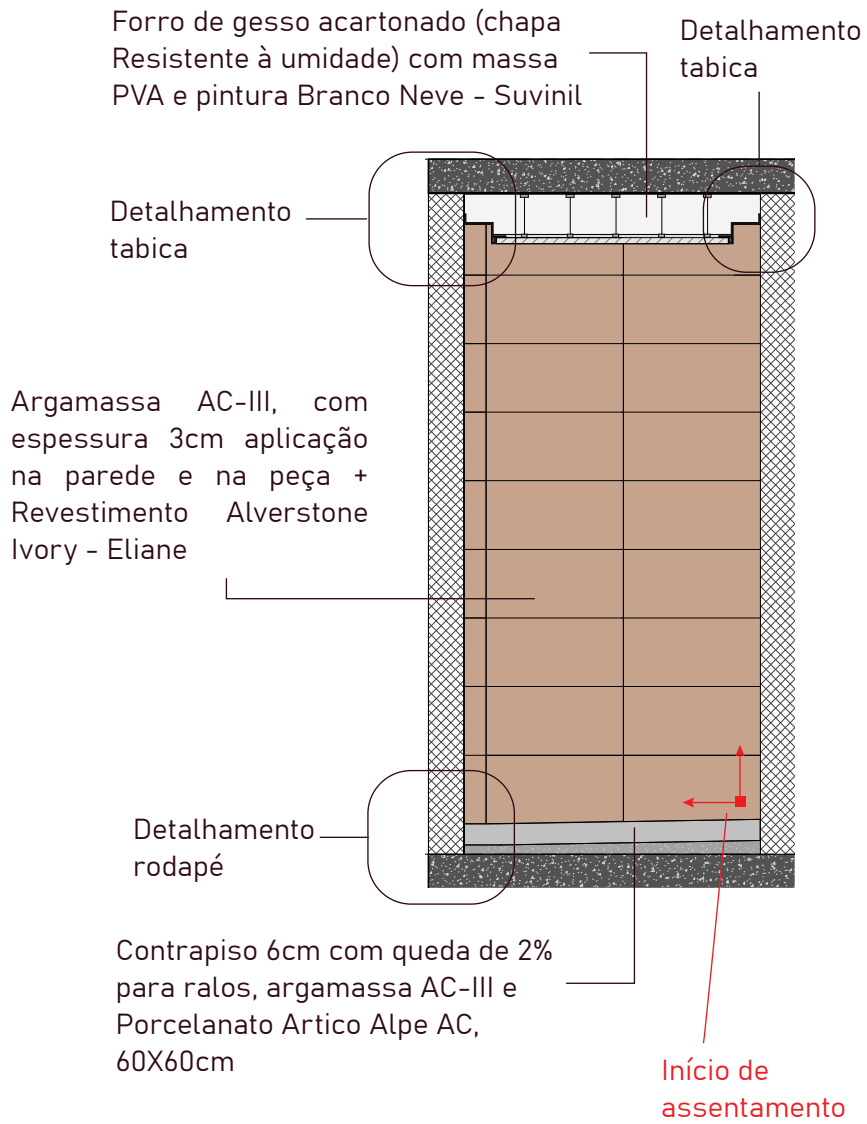 Forro de gesso acartonado (chapa
Resistente à umidade) com massa
PVA e pintura Branco Neve - Suvinil
Detalhamento
tabica
Detalhamento
tabica
Argamassa AC-III, com
espessura 3cm aplicação
na parede e na peça +
Revestimento Alverstone
Ivory - Eliane
Detalhamento
rodapé
Contrapiso 6cm com queda de 2%
para ralos, argamassa AC-III e
Porcelanato Artico Alpe AC,
60X60cm
Início de
assentamento